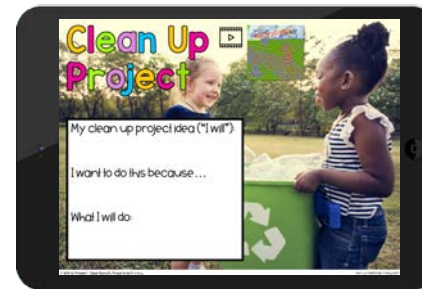 Clean Up
Project
My clean up project idea ("I will"):
I want to do this because...
What I will do: